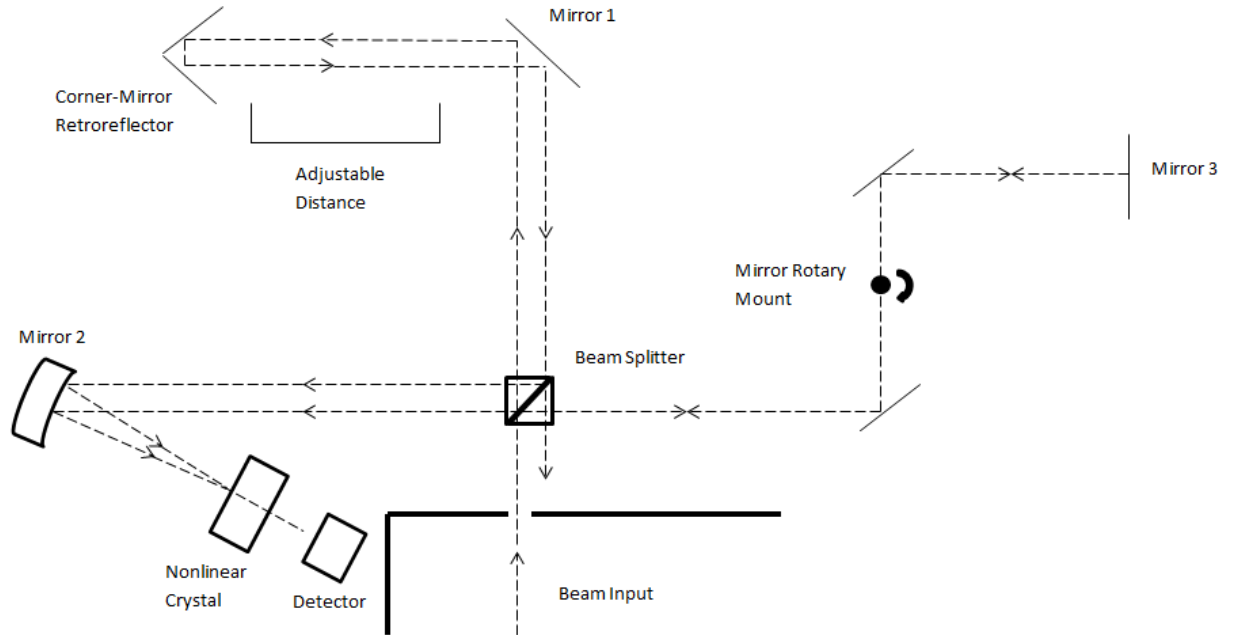 Mirror 1
Corner-Mirror
Retroreflector
Adjustable
Distance
Mirror 3
Mirror Rotary
Mount
Mirror 2
Beam Splitter
Nonlinear
Crystal
Detector
Beam Input